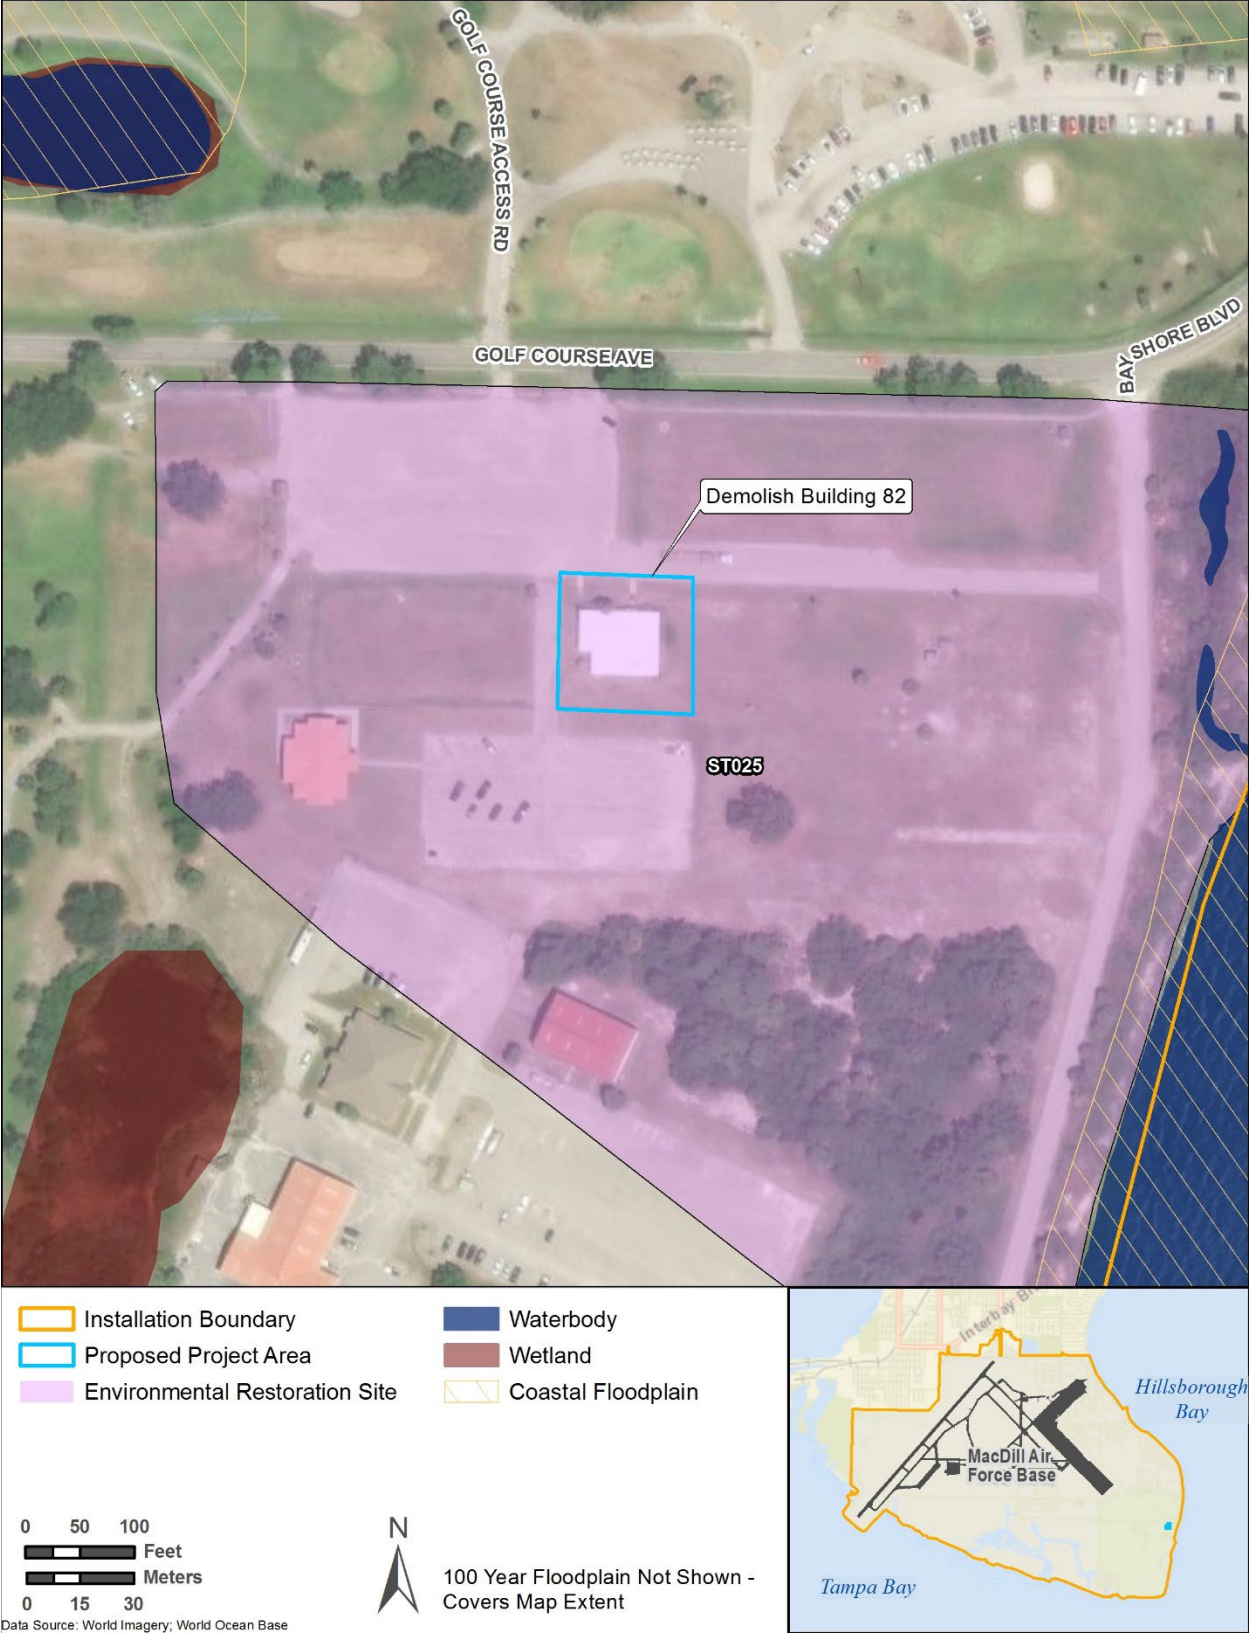 GOLF COURSE ACCESS RD
GOLF COURSE AVE
BAY SHORE BLVD
Demolish Building 82
ST025
Installation Boundary
Proposed Project Area
Environmental Restoration Site
Waterbody
Wetland
Coastal Floodplain
0 50 100
Feet
Meters
0 15 30
N
100 Year Floodplain Not Shown -
Covers Map Extent
Data Source: World Imagery; World Ocean Base
Interbay
Hillsborough
Bay
MacDill Air
Force Base
Tampa Bay